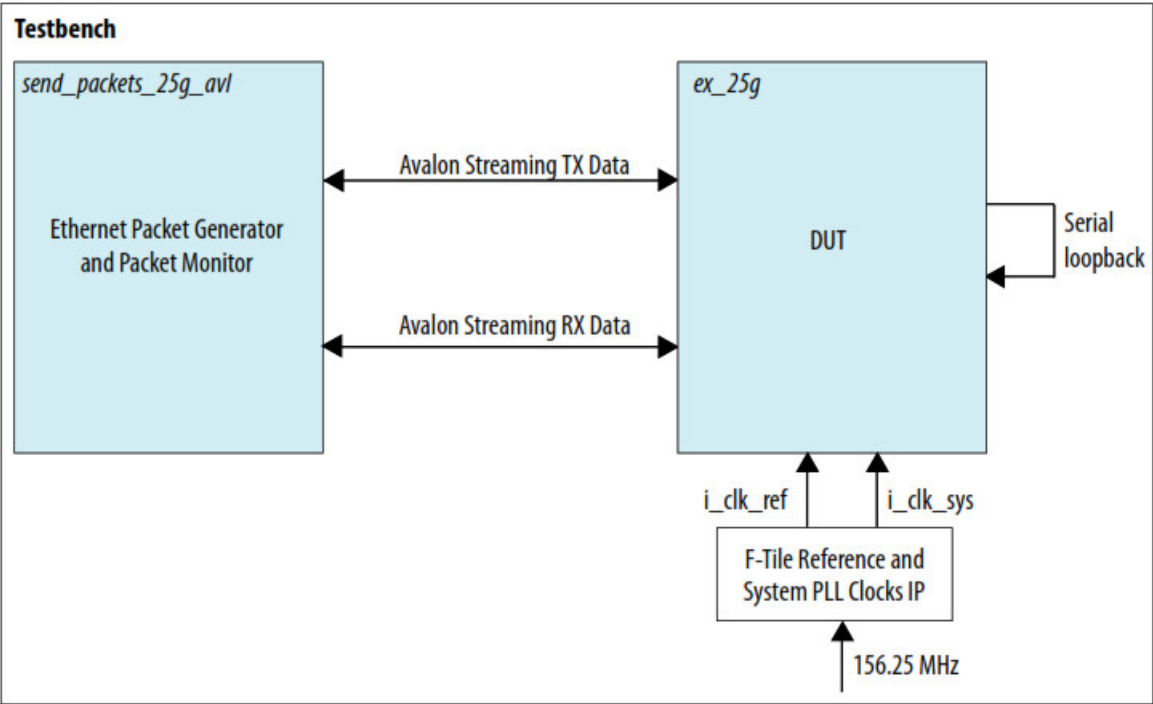 Testbench
send_packets_25g_avl
ex_25g
Avalon Streaming TX Data
Ethernet Packet Generator
and Packet Monitor
DUT
Serial
loopback
Avalon Streaming RX Data
i_clk_ref
i_clk_sys
F-Tile Reference and
System PLL Clocks IP
156.25 MHz